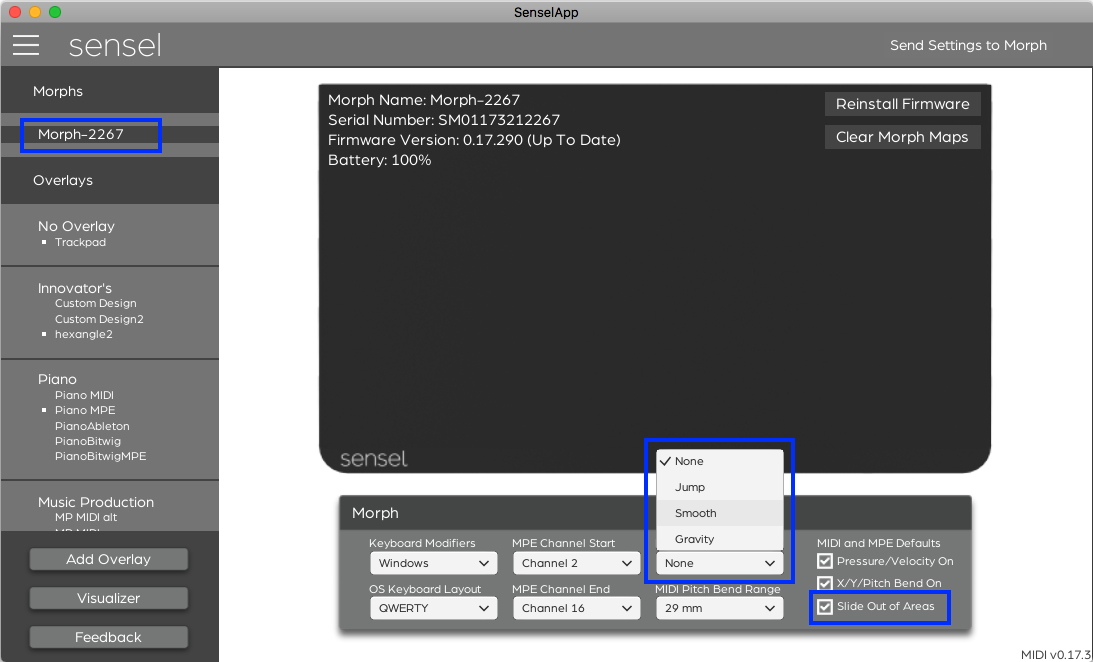 SenselApp
sensel
Send Settings to Morph
Morphs
Morph-2267
Overlays
No Overlay
Trackpad
Innovator's
Custom Design
Custom Design2
hexangle2
Piano
Piano MIDI
Piano MPE
PianoAbleton
PianoBitwig
PianoBitwigMPE
Music Production
MP MIDI alt
Add Overlay
Visualizer
Feedback
Morph Name: Morph-2267
Serial Number: SM01173212267
Firmware Version: 0.17.290 (Up To Date)
Battery: 100%
Reinstall Firmware
Clear Morph Maps
sensel
Morph
Keyboard Modifiers
Windows
OS Keyboard Layout
QWERTY
MPE Channel Start
Channel 2
MPE Channel End
Channel 16
None
Jump
Smooth
Gravity
None
MIDI Pitch Bend Range
29 mm
MIDI and MPE Defaults
Pressure/Velocity On
X/Y/Pitch Bend On
Slide Out of Areas
MIDI v0.17.3